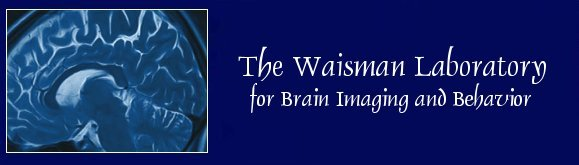 The Waisman Laboratory
for Brain Imaging and Behavior